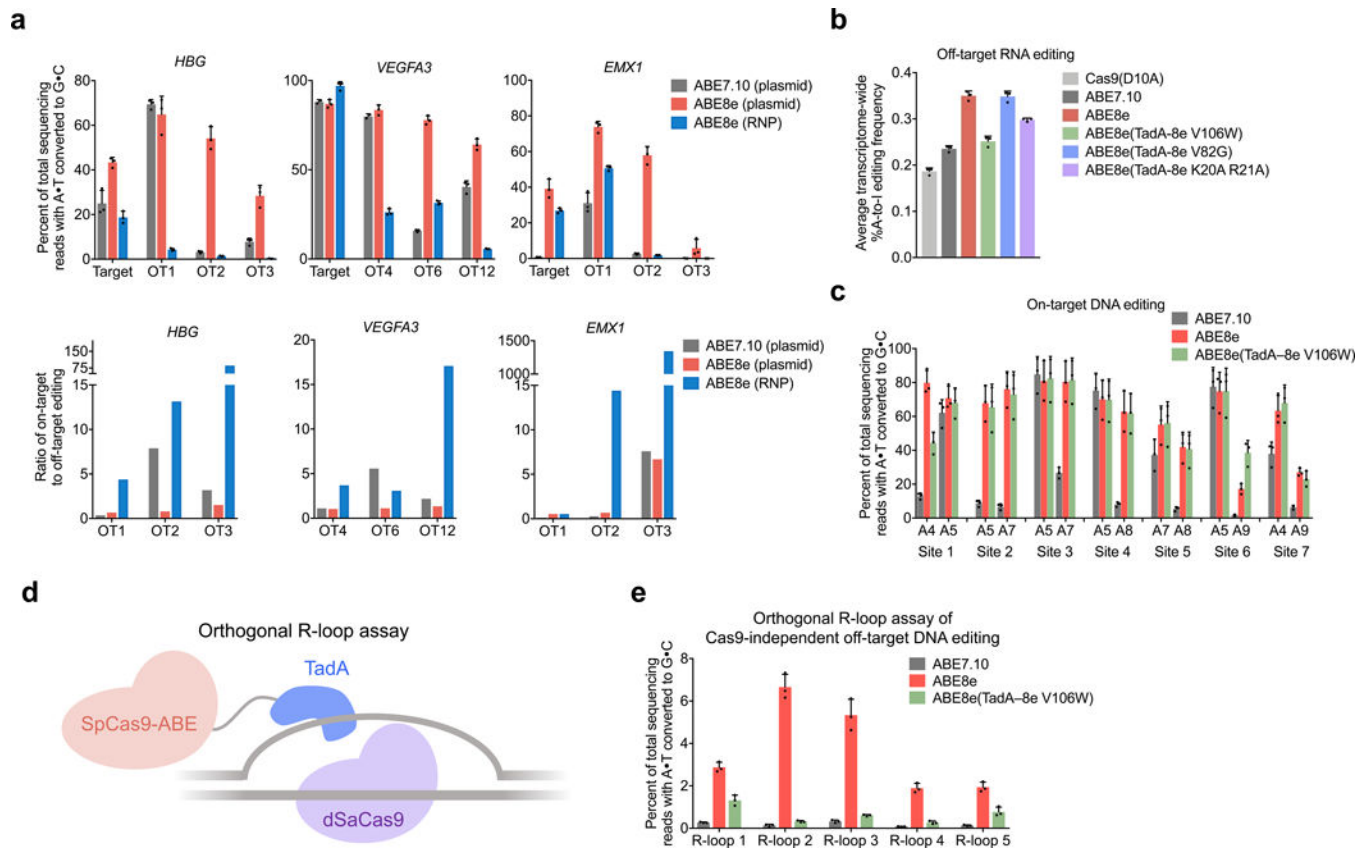 a
HBG
VEGFA3
EMX1
Percent of total sequencing
reads with A•T converted to G•C
80
60
40
20
0
Target OT1 OT2 OT3
100
75
50
25
0
Target OT4 OT6 OT12
100
80
60
40
20
0
Target OT1 OT2 OT3
ABE7.10 (plasmid)
ABE8e (plasmid)
ABE8e (RNP)
HBG
VEGFA3
EMX1
Ratio of on-target
to off-target editing
150
75
15
10
5
0
OT1 OT2 OT3
20
15
10
5
0
OT4 OT6 OT12
1500
1000
15
10
5
0
OT1 OT2 OT3
ABE7.10 (plasmid)
ABE8e (plasmid)
ABE8e (RNP)
b
Off-target RNA editing
Average transcriptome-wide
%A-to-I editing frequency
0.4
0.3
0.2
0.1
0.0
Cas9(D10A)
ABE7.10
ABE8e
ABE8e(TadA-8e V106W)
ABE8e(TadA-8e V82G)
ABE8e(TadA-8e K20A R21A)
c
On-target DNA editing
ABE7.10
ABE8e
ABE8e(TadA–8e V106W)
Percent of total sequencing
reads with A•T converted to G•C
100
80
60
40
20
0
A4 A5 A5 A7 A5 A7 A5 A8 A7 A8 A5 A9 A4 A9
Site 1 Site 2 Site 3 Site 4 Site 5 Site 6 Site 7
d
Orthogonal R-loop assay
TadA
SpCas9-ABE
dSaCas9
e
Orthogonal R-loop assay of
Cas9-independent off-target DNA editing
ABE7.10
ABE8e
ABE8e(TadA–8e V106W)
Percent of total sequencing
reads with A•T converted to G•C
8
6
4
2
0
R-loop 1 R-loop 2 R-loop 3 R-loop 4 R-loop 5